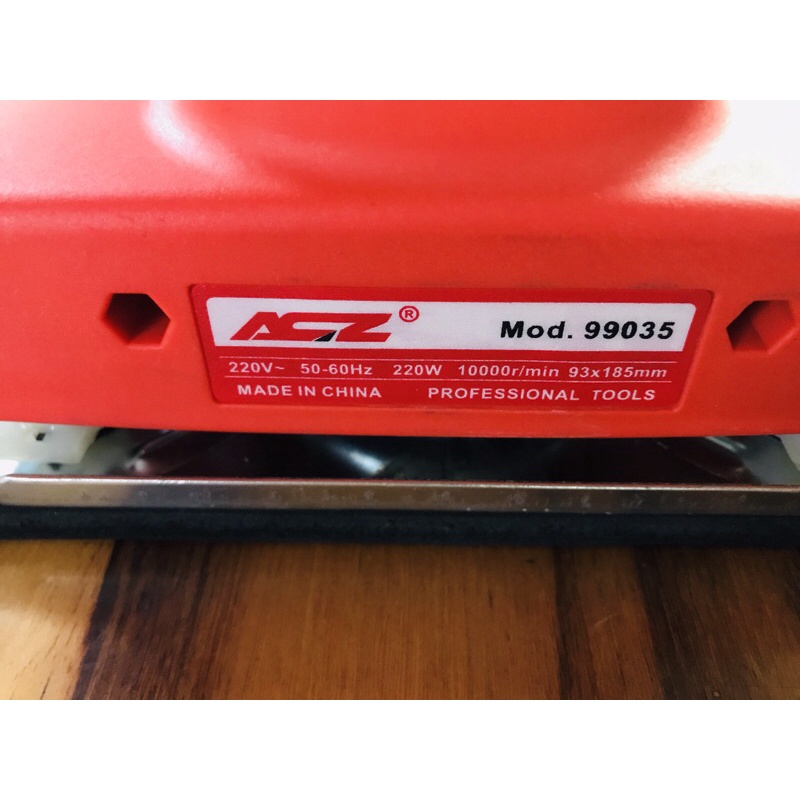 ACZ® Mod. 99035
220V~ 50-60Hz 220W 10000r/min 93x185mm
MADE IN CHINA PROFESSIONAL TOOLS